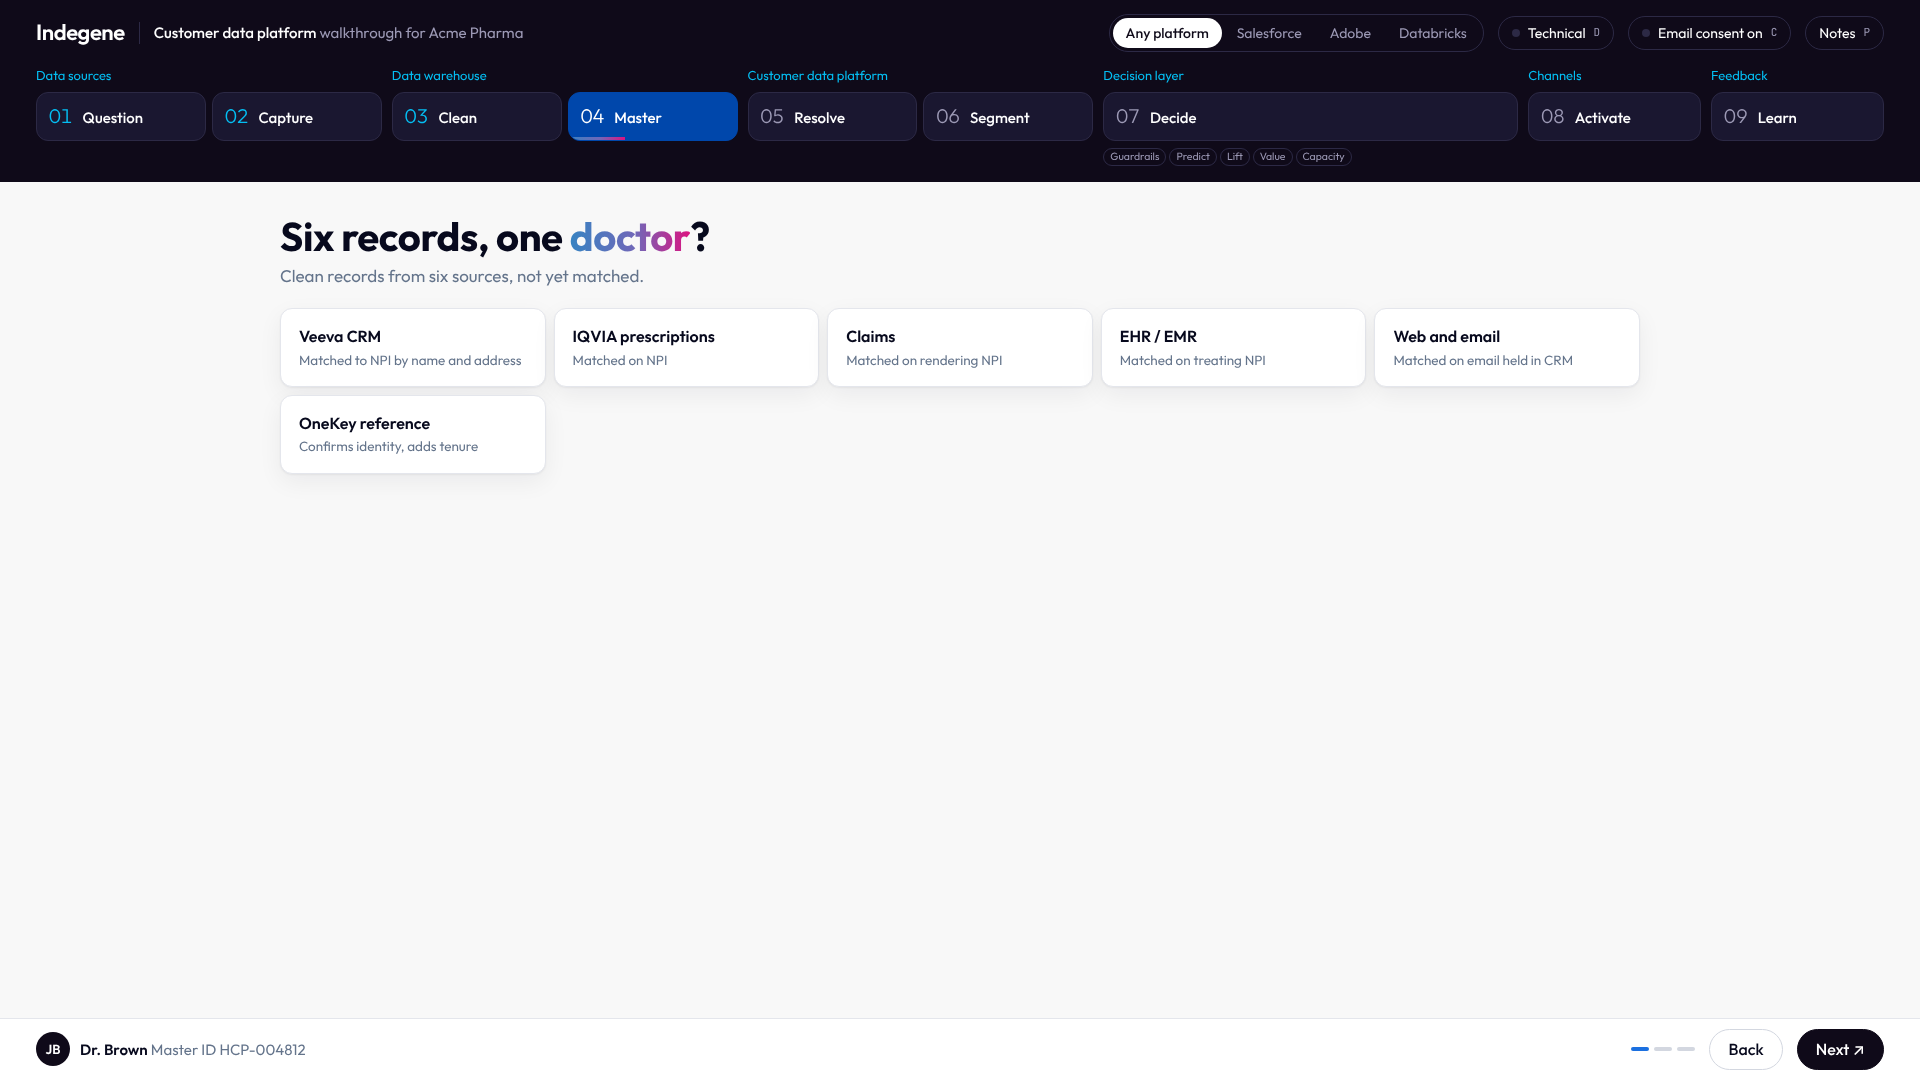 Indegene
Customer data platform walkthrough for Acme Pharma
Any platform
Salesforce
Adobe
Databricks
Technical D
Email consent on C
Notes P
Data sources
Data warehouse
Customer data platform
Decision layer
Channels
Feedback
01 Question
02 Capture
03 Clean
04 Master
05 Resolve
06 Segment
07 Decide
08 Activate
09 Learn
Guardrails
Predict
Lift
Value
Capacity
Six records, one doctor?
Clean records from six sources, not yet matched.
Veeva CRM
Matched to NPI by name and address
IQVIA prescriptions
Matched on NPI
Claims
Matched on rendering NPI
EHR / EMR
Matched on treating NPI
Web and email
Matched on email held in CRM
OneKey reference
Confirms identity, adds tenure
JB
Dr. Brown Master ID HCP-004812
Back
Next ↗